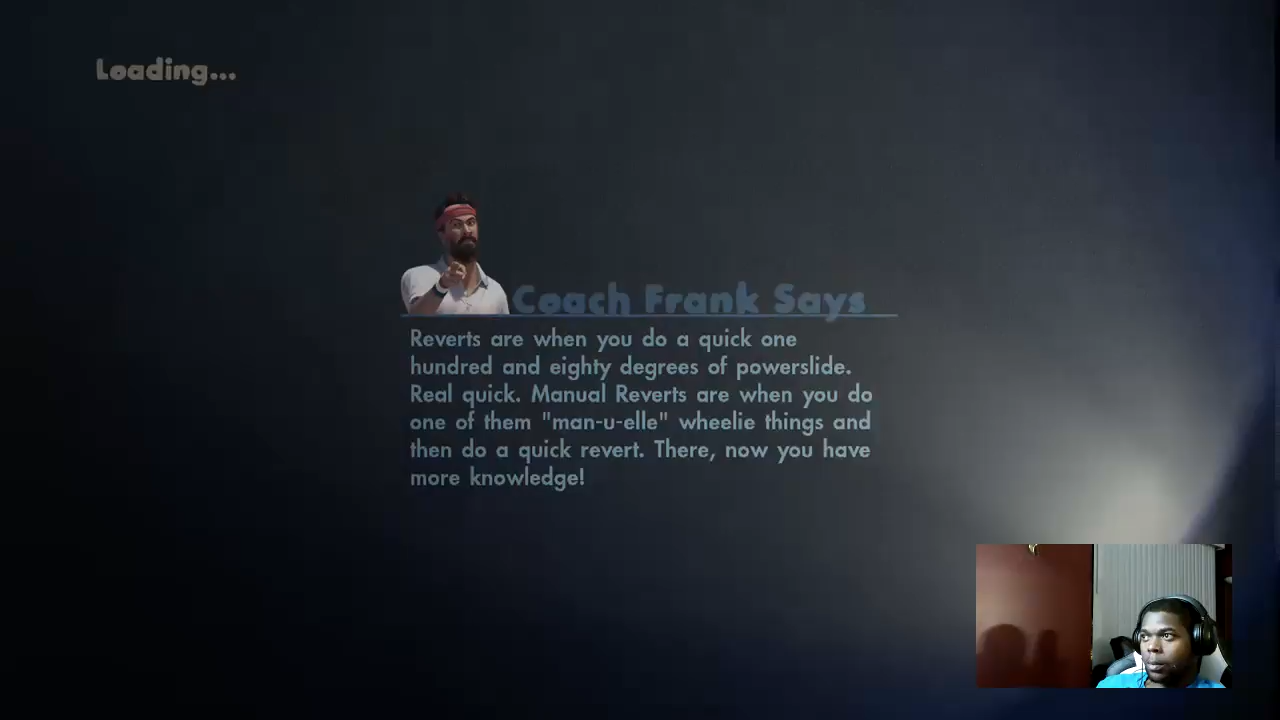 Loading...
Coach Frank Says
Reverts are when you do a quick one
hundred and eighty degrees of powerslide.
Real quick. Manual Reverts are when you do
one of them "man-u-elle" wheelie things and
then do a quick revert. There, now you have
more knowledge!